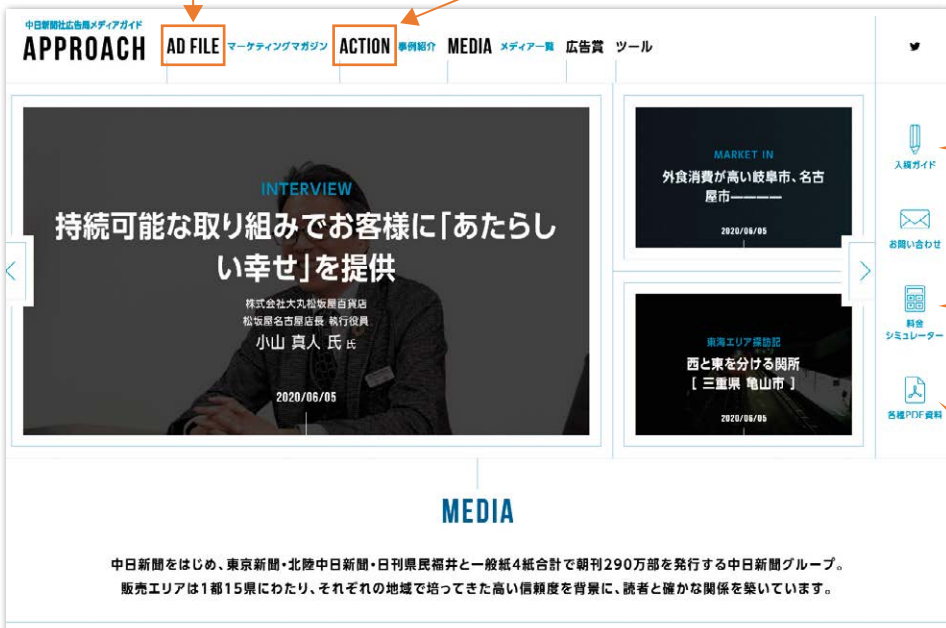 中日新聞社広告局メディアガイド
APPROACH
AD FILE マーケティングマガジン ACTION 事例紹介 MEDIA メディア一覧 広告賞 ツール
INTERVIEW
持続可能な取り組みでお客様に「あたらし
い幸せ」を提供
株式会社大丸松坂屋百貨店
松坂屋名古屋店長 執行役員
小山 真人 氏 氏
2020/06/05
MARKET IN
外食消費が高い岐阜市、名古
屋市————
2020/06/05
東海エリア探訪記
西と東を分ける関所
[ 三重県 亀山市 ]
2020/06/05
入稿ガイド
お問い合わせ
料金
シミュレーター
各種PDF資料
MEDIA
中日新聞をはじめ、東京新聞・北陸中日新聞・日刊県民福井と一般紙4紙合計で朝刊290万部を発行する中日新聞グループ。
販売エリアは1都15県にわたり、それぞれの地域で培ってきた高い信頼度を背景に、読者と確かな関係を築いています。